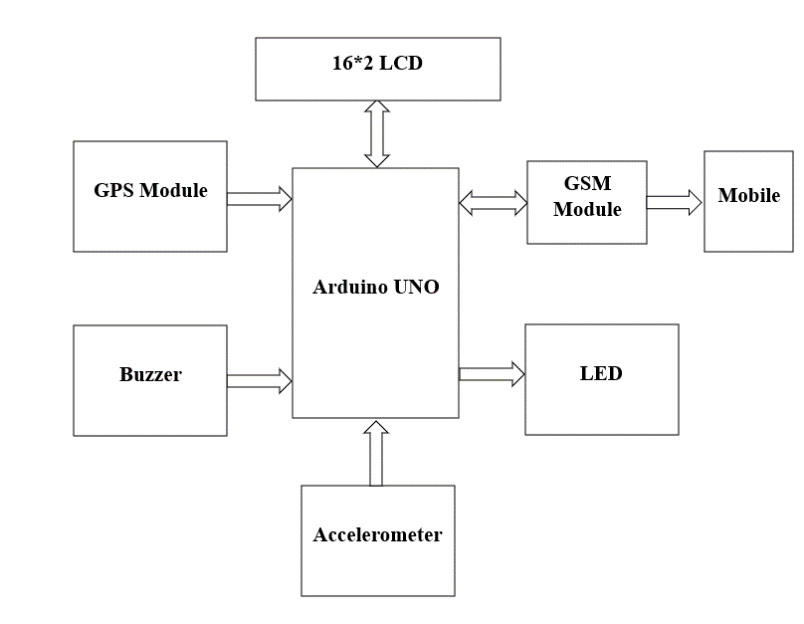 16*2 LCD
GPS Module
GSM
Module
Mobile
Arduino UNO
Buzzer
LED
Accelerometer